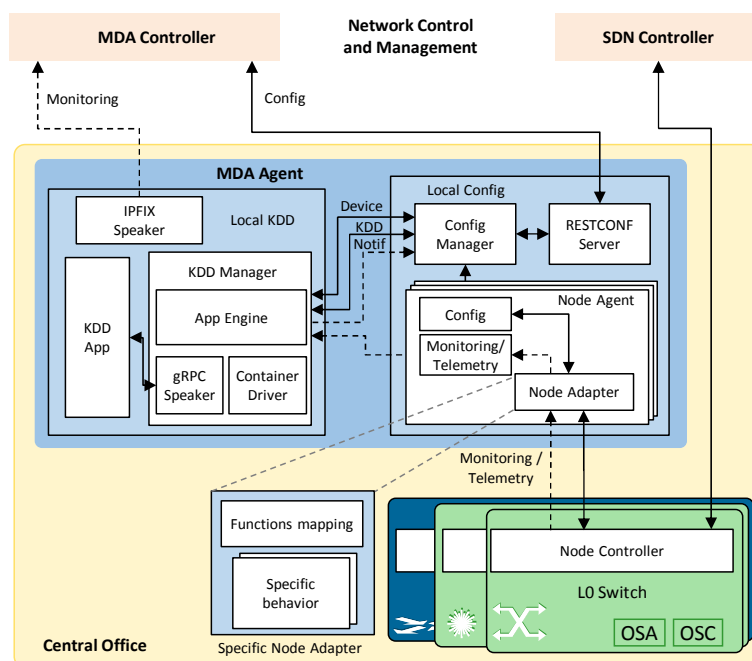 Network Control
and Management
MDA Controller
SDN Controller
Monitoring
Config
MDA Agent
IPFIX
Speaker
Local KDD
Device
KDD
Notif
Local Config
Config
Manager
RESTCONF
Server
KDD
App
KDD Manager
App Engine
gRPC
Speaker
Container
Driver
Node Agent
Config
Monitoring/
Telemetry
Node Adapter
Monitoring /
Telemetry
Functions mapping
Specific
behavior
Specific Node Adapter
Node Controller
L0 Switch
OSA
OSC
Central Office